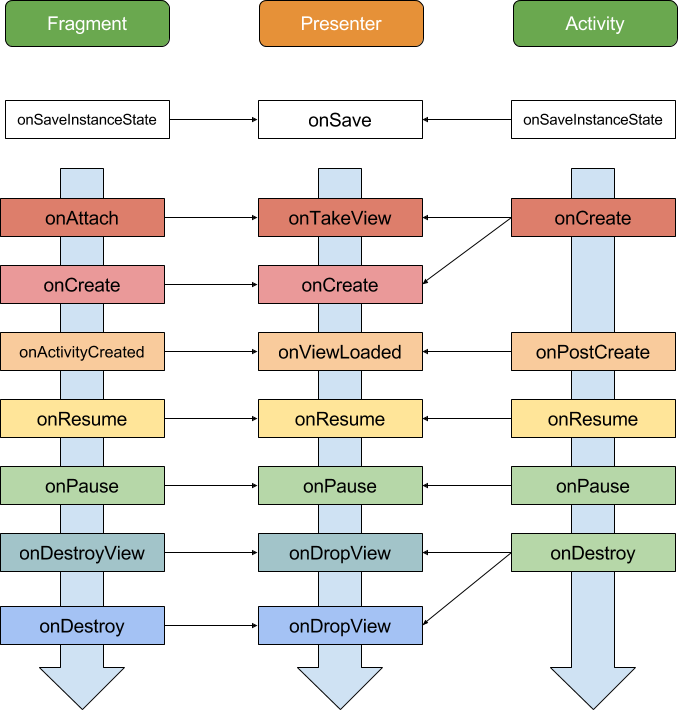 Fragment
Presenter
Activity
onSaveInstanceState
onSave
onSaveInstanceState
onAttach
onTakeView
onCreate
onCreate
onCreate
onActivityCreated
onViewLoaded
onPostCreate
onResume
onResume
onResume
onPause
onPause
onPause
onDestroyView
onDropView
onDestroy
onDestroy
onDropView